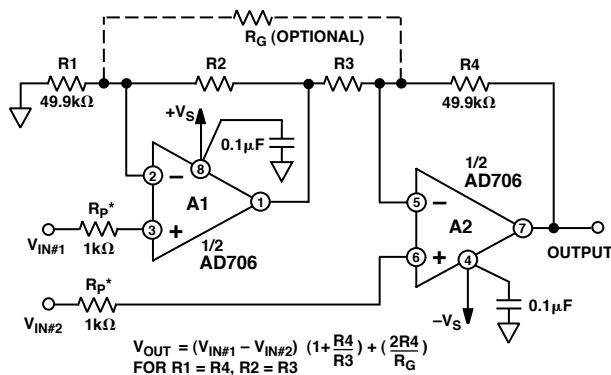 R_G (OPTIONAL)
R1
49.9kΩ
R2
R3
R4
49.9kΩ
+V_S
0.1μF
8
2
−
A1
1
3
+
1/2
AD706
R_P*
1kΩ
V_IN#1
1/2
AD706
5
−
A2
7
6
+
4
OUTPUT
R_P*
1kΩ
V_IN#2
−V_S
0.1μF
V_OUT = (V_IN#1 − V_IN#2) (1+ R4/R3) + (2R4/R_G)
FOR R1 = R4, R2 = R3